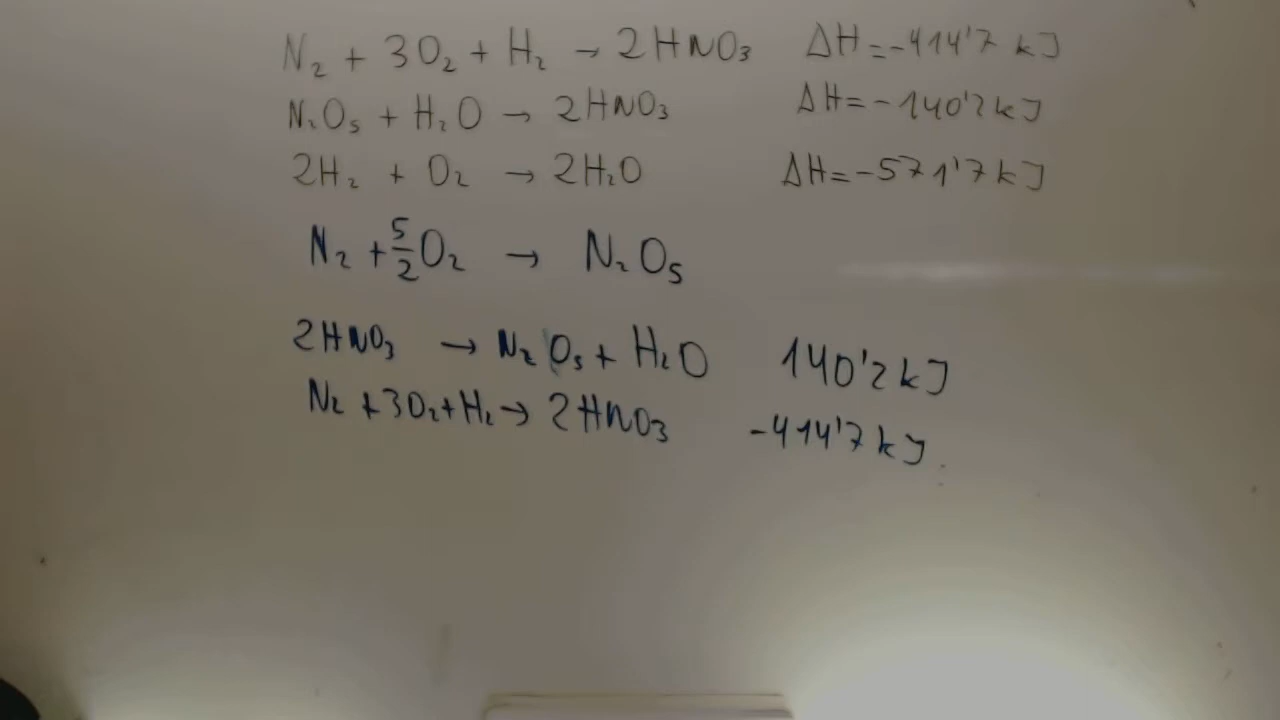 N₂ + 3O₂ + H₂ → 2HNO₃ ΔH = -414'7 kJ
N₂O₅ + H₂O → 2HNO₃ ΔH = -140'2 kJ
2H₂ + O₂ → 2H₂O ΔH = -571'7 kJ
N₂ + 5/2 O₂ → N₂O₅
2HNO₃ → N₂O₅ + H₂O 140'2 kJ
N₂ + 3O₂ + H₂ → 2HNO₃ -414'7 kJ